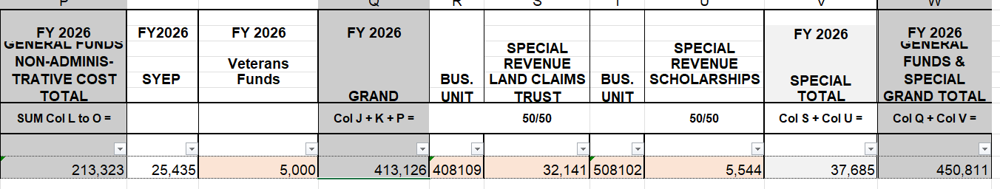 P Q R S T U V W
FY 2026 FY2026 FY 2026 FY 2026 FY 2026 FY 2026
GENERAL FUNDS SPECIAL SPECIAL GENERAL
NON-ADMINIS- Veterans REVENUE REVENUE FUNDS &
TRATIVE COST SYEP Funds BUS. LAND CLAIMS BUS. SCHOLARSHIPS SPECIAL SPECIAL
TOTAL GRAND UNIT TRUST UNIT TOTAL GRAND TOTAL
SUM Col L to O = Col J + K + P = 50/50 50/50 Col S + Col U = Col Q + Col V =
213,323 25,435 5,000 413,126 408109 32,141 508102 5,544 37,685 450,811